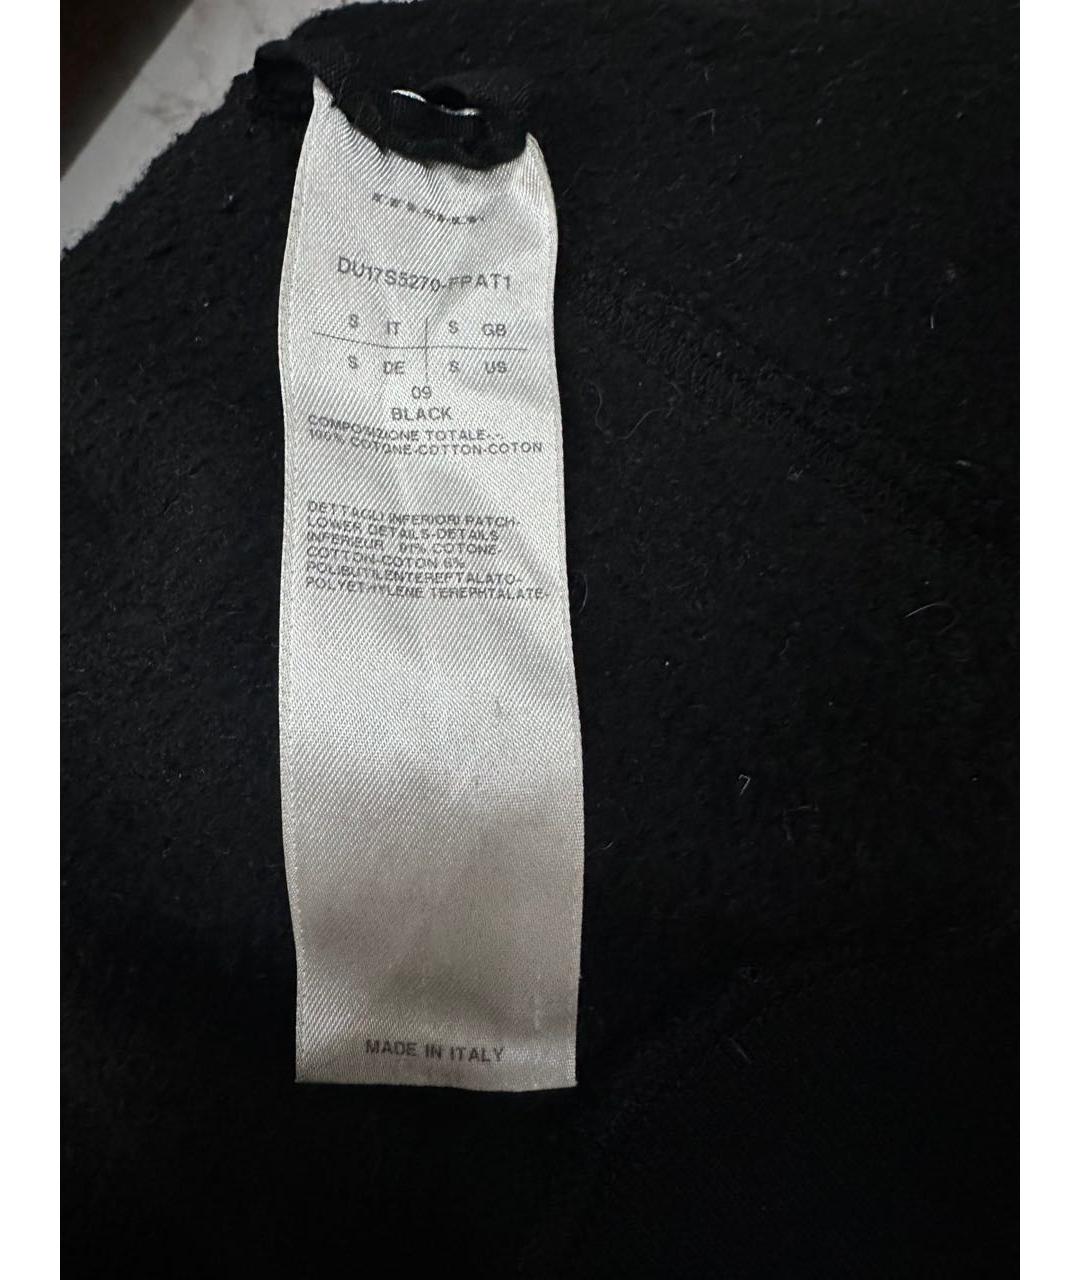 DU17S5270-FPAT1
S IT S GB
S DE S US
09
BLACK
COMPOSIZIONE TOTALE-
100% COTONE-COTTON-COTON
DETTAGLI INFERIORI PATCH-
LOWER DETAILS-DETAILS
INFERIEUR 91% COTONE-
COTTON-COTON 6%
POLIBUTILENTEREFTALATO-
POLYETHYLENE TEREPHTALATE-
MADE IN ITALY